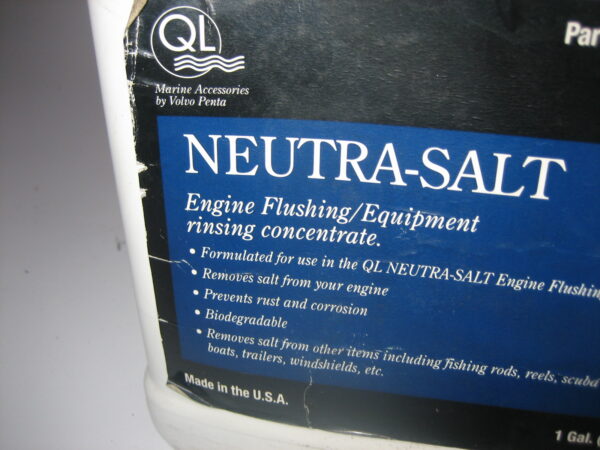 QL
Par
Marine Accessories
by Volvo Penta
NEUTRA-SALT
Engine Flushing/Equipment
rinsing concentrate.
• Formulated for use in the QL NEUTRA-SALT Engine Flushin
• Removes salt from your engine
• Prevents rust and corrosion
• Biodegradable
• Removes salt from other items including fishing rods, reels, scuba
boats, trailers, windshields, etc.
Made in the U.S.A.
1 Gal. (